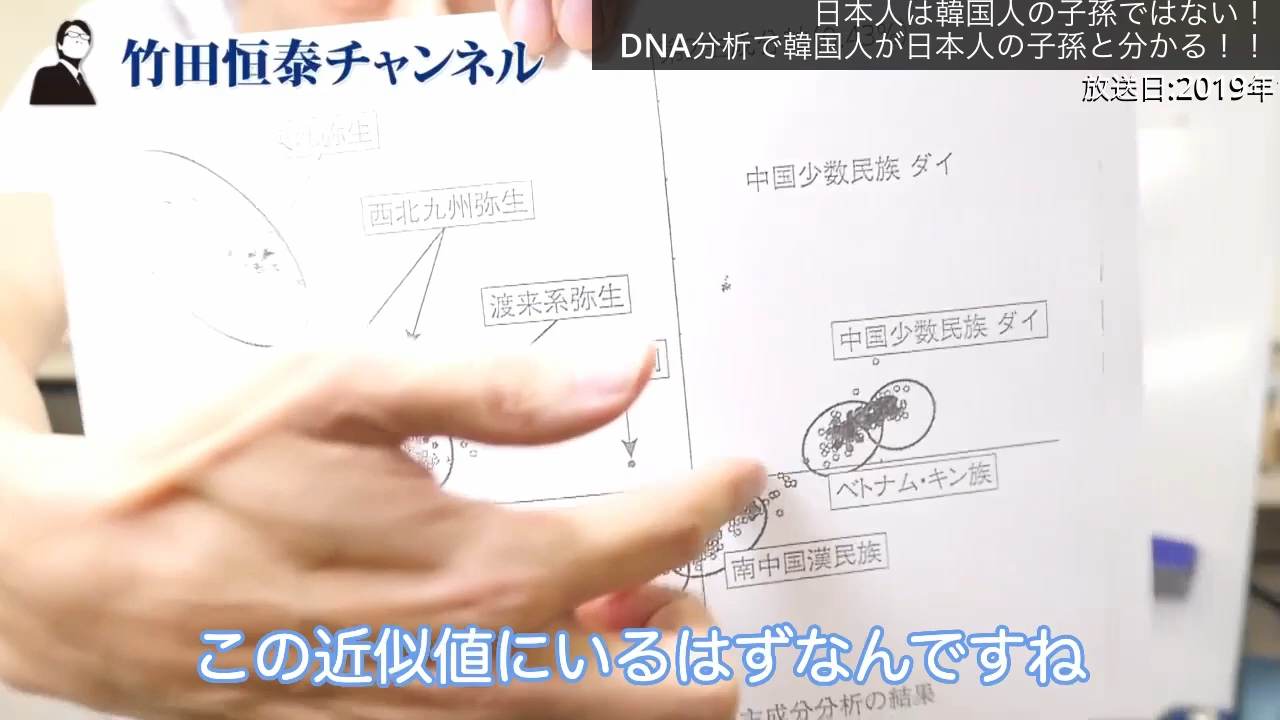 日本人は韓国人の子孫ではない！
DNA分析で韓国人が日本人の子孫と分かる！！
竹田恒泰チャンネル
放送日:2019年
弥生
西北九州弥生
渡来系弥生
中国少数民族 ダイ
中国少数民族 ダイ
ベトナム・キン族
南中国漢民族
この近似値にいるはずなんですね
主成分分析の結果